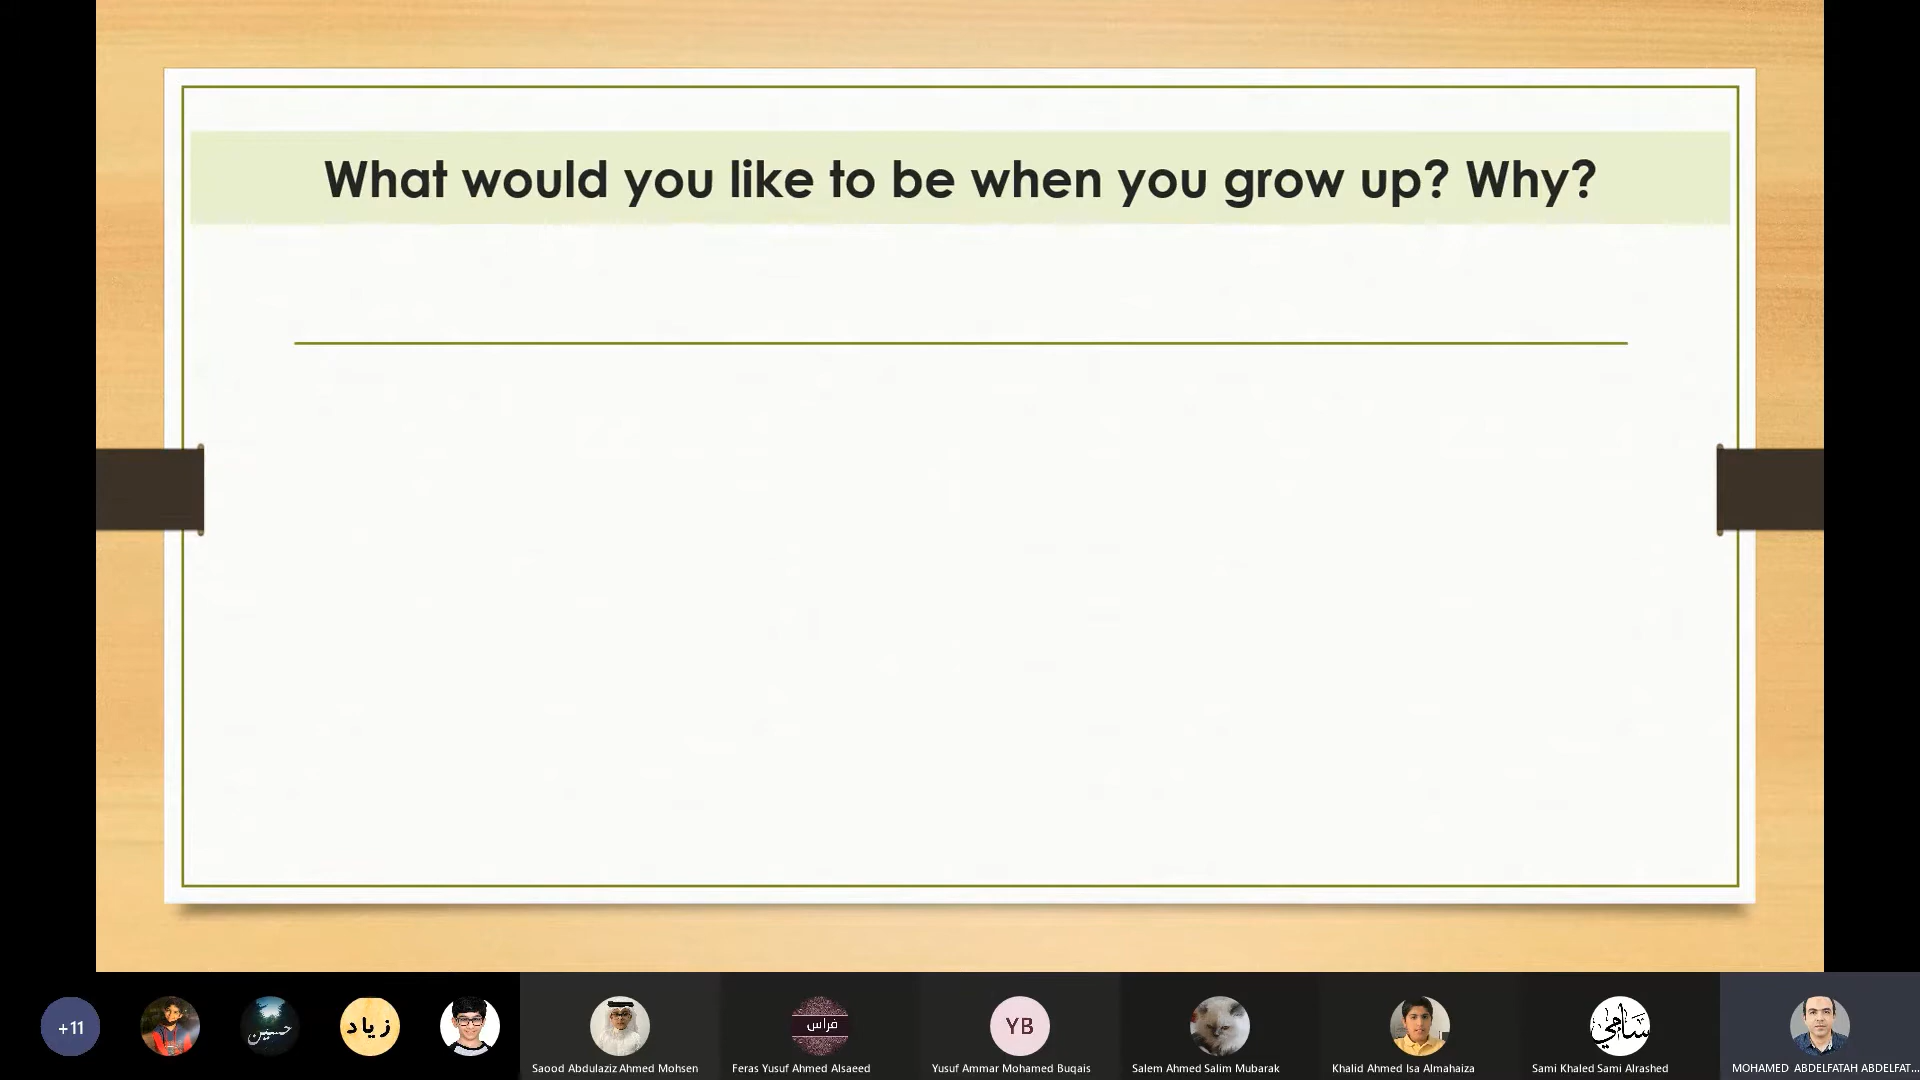 What would you like to be when you grow up? Why?
+11
حسين
زياد
فراس
YB
سامي
Saood Abdulaziz Ahmed Mohsen
Feras Yusuf Ahmed Alsaeed
Yusuf Ammar Mohamed Buqais
Salem Ahmed Salim Mubarak
Khalid Ahmed Isa Almahaiza
Sami Khaled Sami Alrashed
MOHAMED ABDELFATAH ABDELFAT...